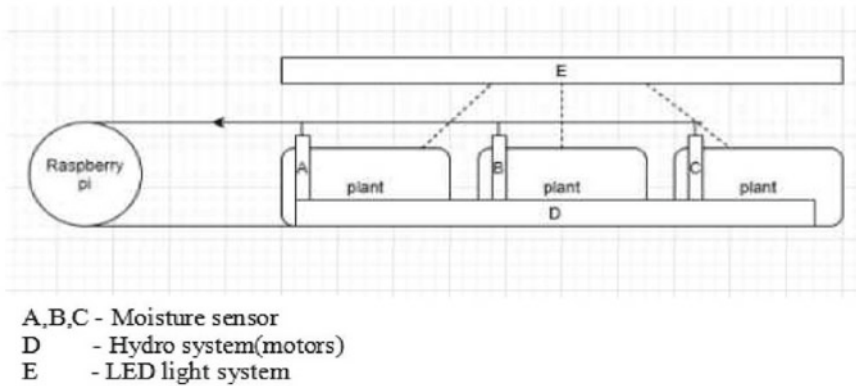 E
Raspberry
pi
A
B
C
plant
plant
plant
D
A,B,C - Moisture sensor
D - Hydro system(motors)
E - LED light system